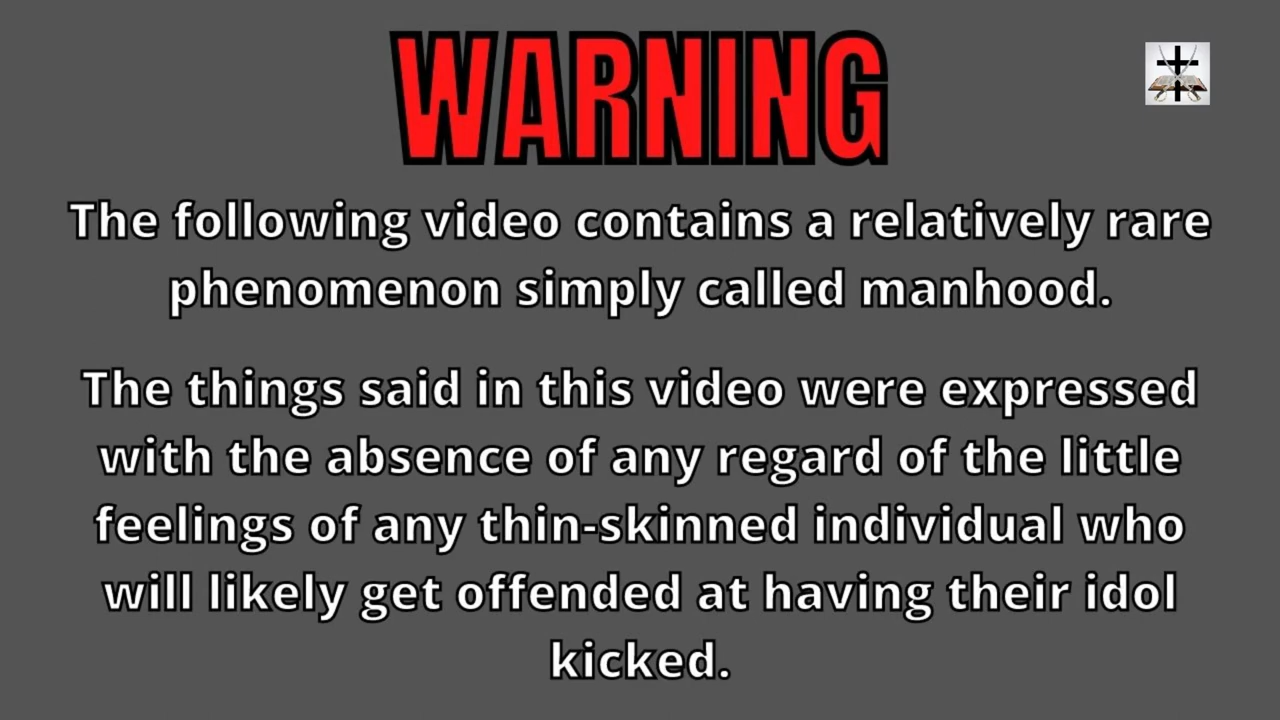 WARNING
The following video contains a relatively rare
phenomenon simply called manhood.
The things said in this video were expressed
with the absence of any regard of the little
feelings of any thin-skinned individual who
will likely get offended at having their idol
kicked.